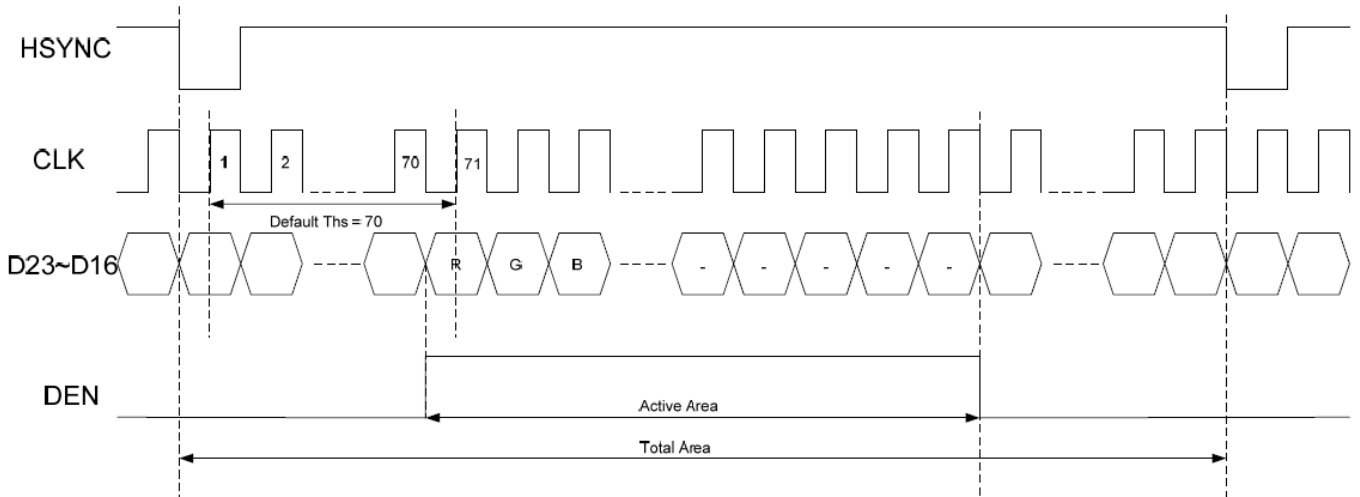 HSYNC
CLK
1 2 70 71
Default Ths = 70
D23~D16
R G B - - - - -
DEN
Active Area
Total Area